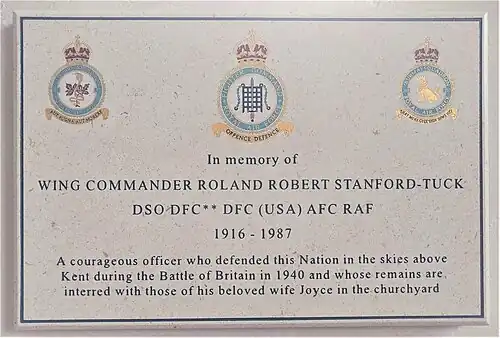 OFFENCE DEFENCE
In memory of
WING COMMANDER ROLAND ROBERT STANFORD-TUCK
DSO DFC** DFC (USA) AFC RAF
1916 - 1987
A courageous officer who defended this Nation in the skies above
Kent during the Battle of Britain in 1940 and whose remains are
interred with those of his beloved wife Joyce in the churchyard